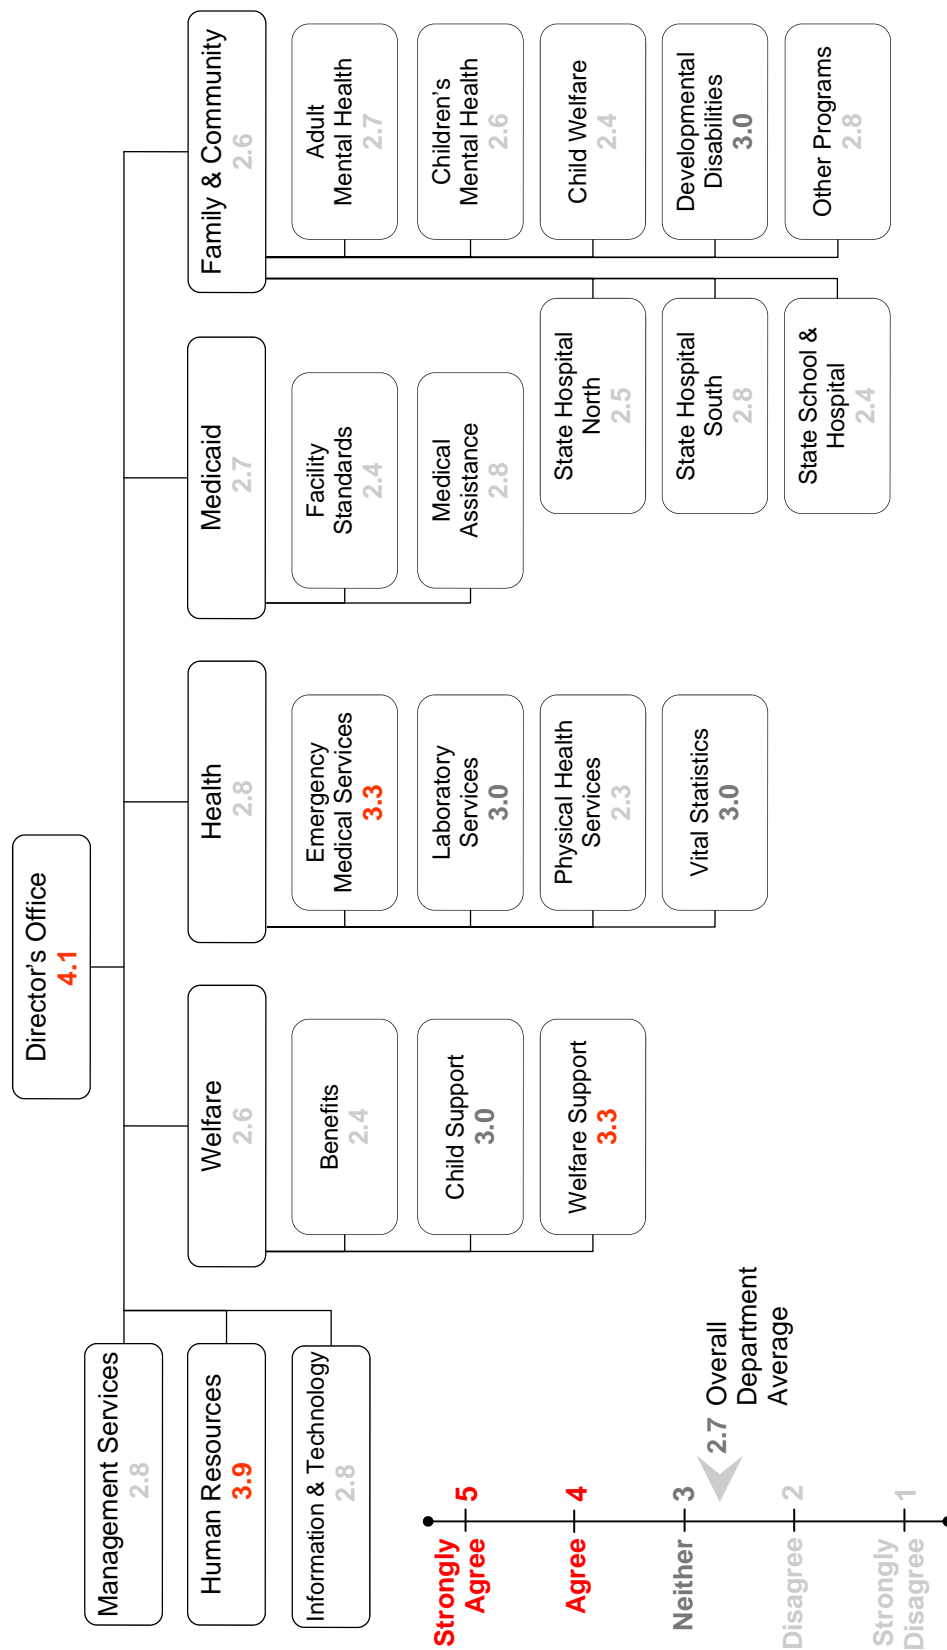 Director's Office
4.1
Management Services
2.8
Human Resources
3.9
Information & Technology
2.8
Welfare
2.6
Benefits
2.4
Child Support
3.0
Welfare Support
3.3
Health
2.8
Emergency
Medical Services
3.3
Laboratory
Services
3.0
Physical Health
Services
2.3
Vital Statistics
3.0
Medicaid
2.7
Facility
Standards
2.4
Medical
Assistance
2.8
Family & Community
2.6
Adult
Mental Health
2.7
Children's
Mental Health
2.6
Child Welfare
2.4
Developmental
Disabilities
3.0
Other Programs
2.8
State Hospital
North
2.5
State Hospital
South
2.8
State School &
Hospital
2.4
Strongly
Agree
5
Agree
4
Neither
3
Disagree
2
Strongly
Disagree
1
2.7 Overall
Department
Average